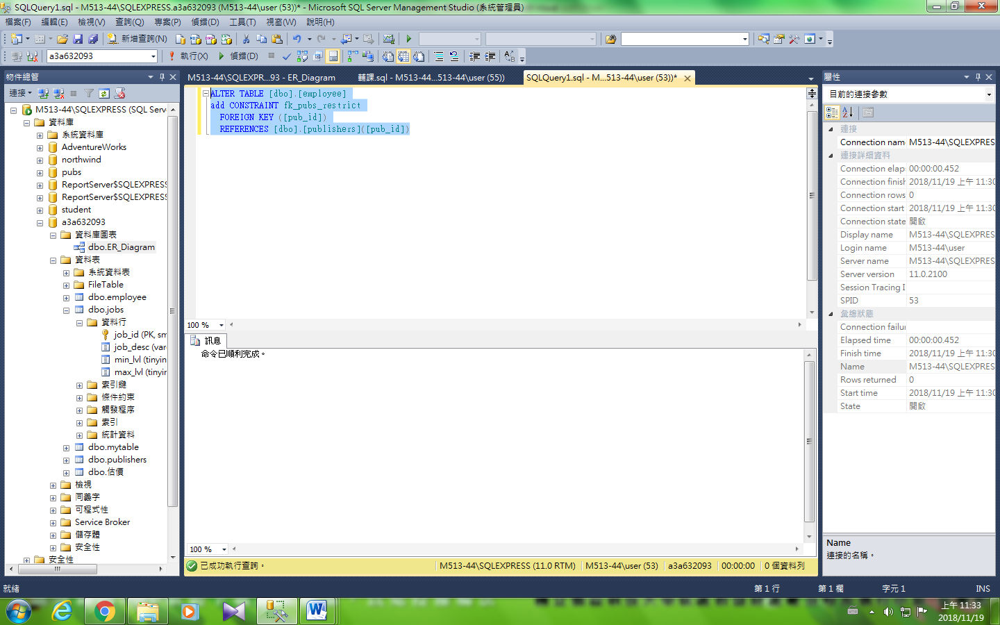 SQLQuery1.sql - M513-44\SQLEXPRESS.a3a632093 (M513-44\user (53))* - Microsoft SQL Server Management Studio (系統管理員)
檔案(F) 編輯(E) 檢視(V) 查詢(Q) 專案(P) 偵錯(D) 工具(T) 視窗(W) 說明(H)
新增查詢(N)
a3a632093 執行(X) 偵錯(D)
物件總管
連接
M513-44\SQLEXPRESS (SQL Serv
資料庫
系統資料庫
AdventureWorks
northwind
pubs
ReportServer$SQLEXPRESS
ReportServer$SQLEXPRESS
student
a3a632093
資料庫圖表
dbo.ER_Diagram
資料表
系統資料表
FileTable
dbo.employee
dbo.jobs
資料行
job_id (PK, sm
job_desc (varc
min_lvl (tinyin
max_lvl (tinyir
索引鍵
條件約束
觸發程序
索引
統計資料
dbo.mytable
dbo.publishers
dbo.估價
檢視
同義字
可程式性
Service Broker
儲存體
安全性
安全性
M513-44\SQLEXPR...93 - ER_Diagram 輔課.sql - M513-44...513-44\user (55)) SQLQuery1.sql - M...513-44\user (53))*
ALTER TABLE [dbo].[employee]
add CONSTRAINT fk_pubs_restrict
FOREIGN KEY ([pub_id])
REFERENCES [dbo].[publishers]([pub_id])
100 %
訊息
命令已順利完成。
100 %
已成功執行查詢。 M513-44\SQLEXPRESS (11.0 RTM) M513-44\user (53) a3a632093 00:00:00 0 個資料列
屬性
目前的連接參數
連接
Connection name M513-44\SQLEXPRES
連接詳細資料
Connection elap 00:00:00.452
Connection finish 2018/11/19 上午 11:30
Connection rows 0
Connection start 2018/11/19 上午 11:30
Connection state 開啟
Display name M513-44\SQLEXPRES
Login name M513-44\user
Server name M513-44\SQLEXPRES
Server version 11.0.2100
Session Tracing I
SPID 53
彙總狀態
Connection failur
Elapsed time 00:00:00.452
Finish time 2018/11/19 上午 11:30
Name M513-44\SQLEXPRES
Rows returned 0
Start time 2018/11/19 上午 11:30
State 開啟
Name
連接的名稱。
就緒 第 1 行 第 1 欄 字元 1 INS
上午 11:33
2018/11/19